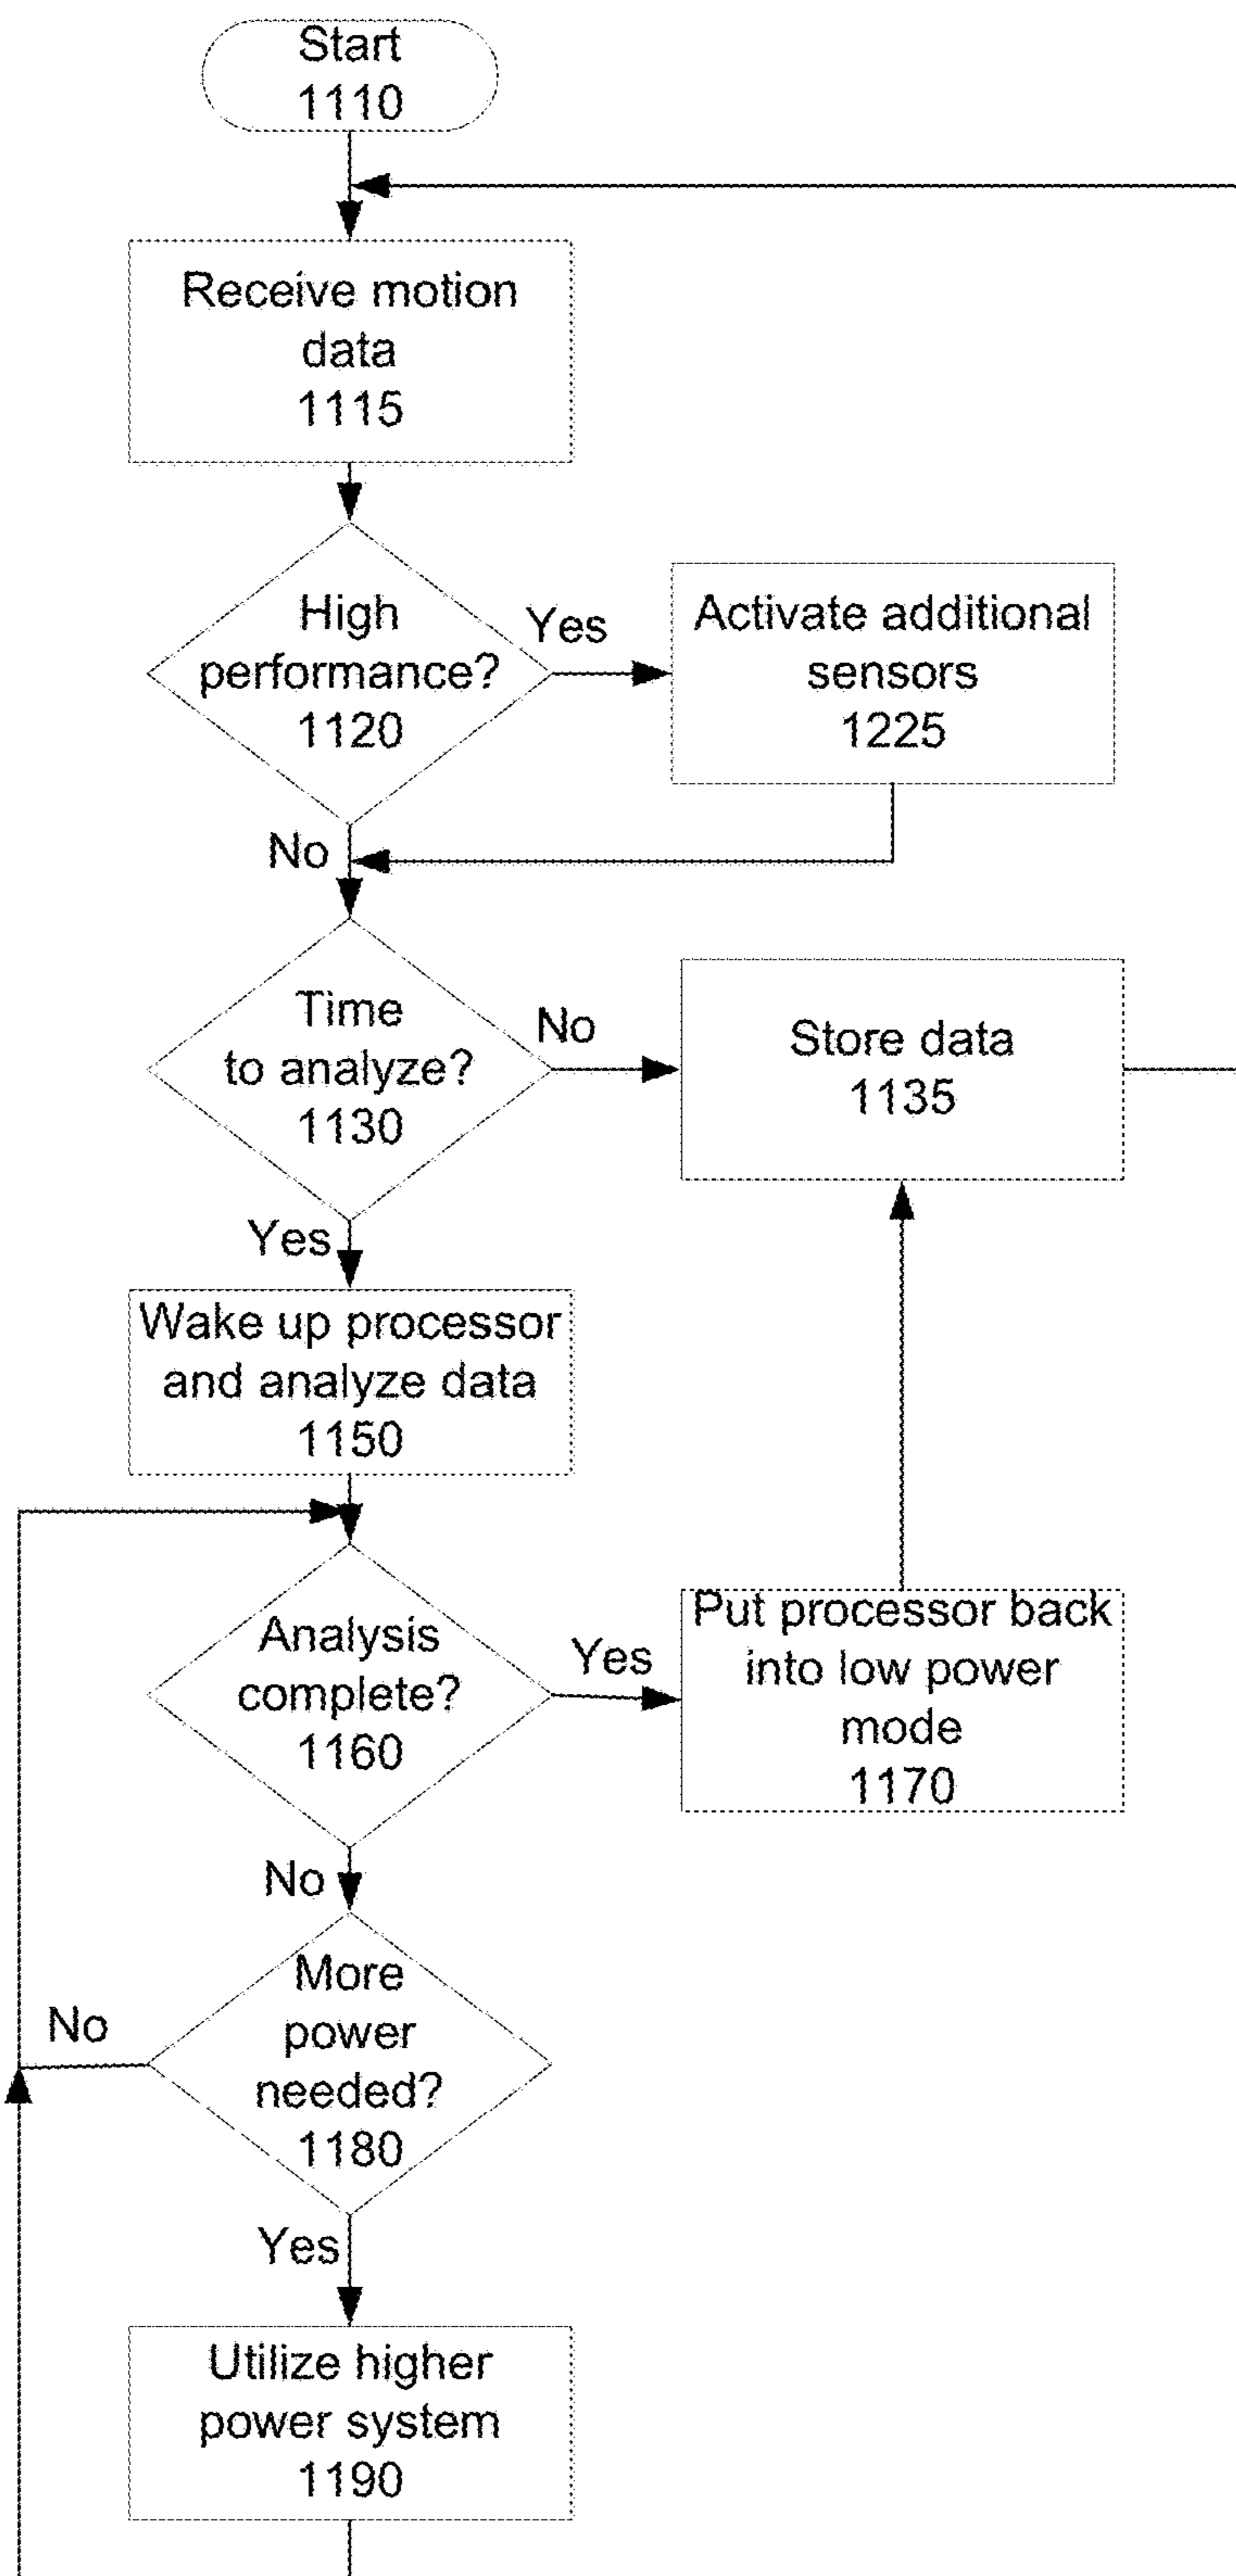 Start
1110
Receive motion
data
1115
High
performance?
1120
Yes
Activate additional
sensors
1225
No
Time
to analyze?
1130
No
Store data
1135
Yes
Wake up processor
and analyze data
1150
Analysis
complete?
1160
Yes
Put processor back
into low power
mode
1170
No
More
power
needed?
1180
No
Yes
Utilize higher
power system
1190